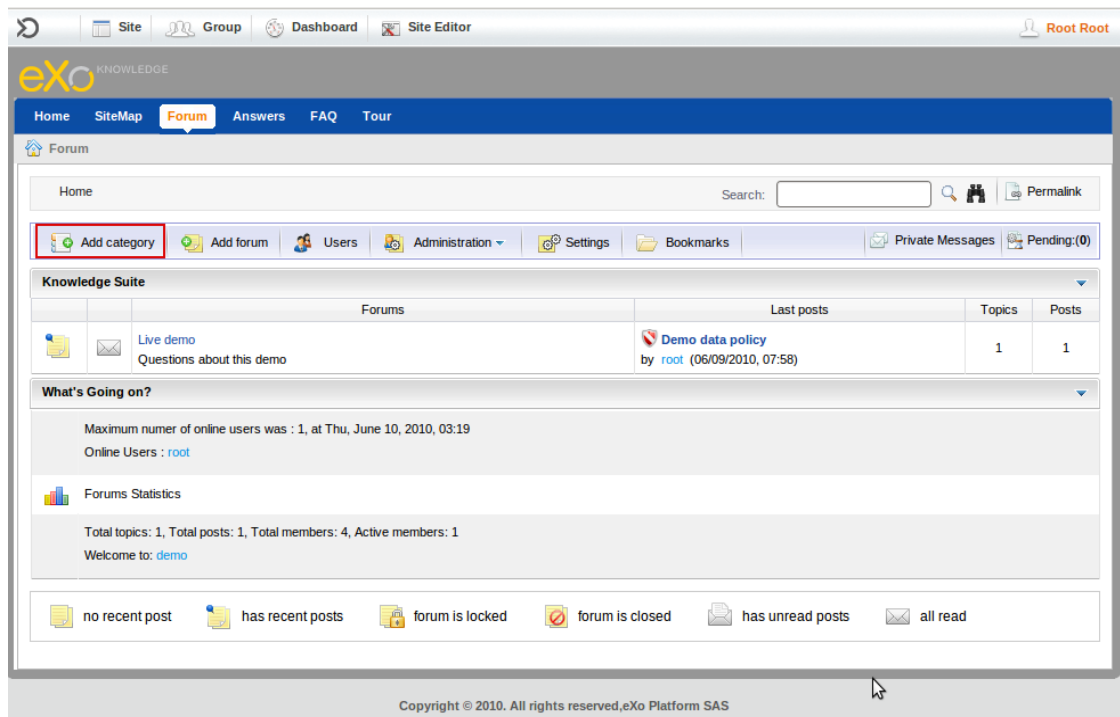 Site Group Dashboard Site Editor Root Root
eXo KNOWLEDGE
Home SiteMap Forum Answers FAQ Tour
Forum
Home Search: Permalink
Add category Add forum Users Administration Settings Bookmarks Private Messages Pending:(0)
Knowledge Suite
Forums Last posts Topics Posts
Live demo Demo data policy
Questions about this demo by root (06/09/2010, 07:58) 1 1
What's Going on?
Maximum numer of online users was : 1, at Thu, June 10, 2010, 03:19
Online Users : root
Forums Statistics
Total topics: 1, Total posts: 1, Total members: 4, Active members: 1
Welcome to: demo
no recent post has recent posts forum is locked forum is closed has unread posts all read
Copyright © 2010. All rights reserved,eXo Platform SAS